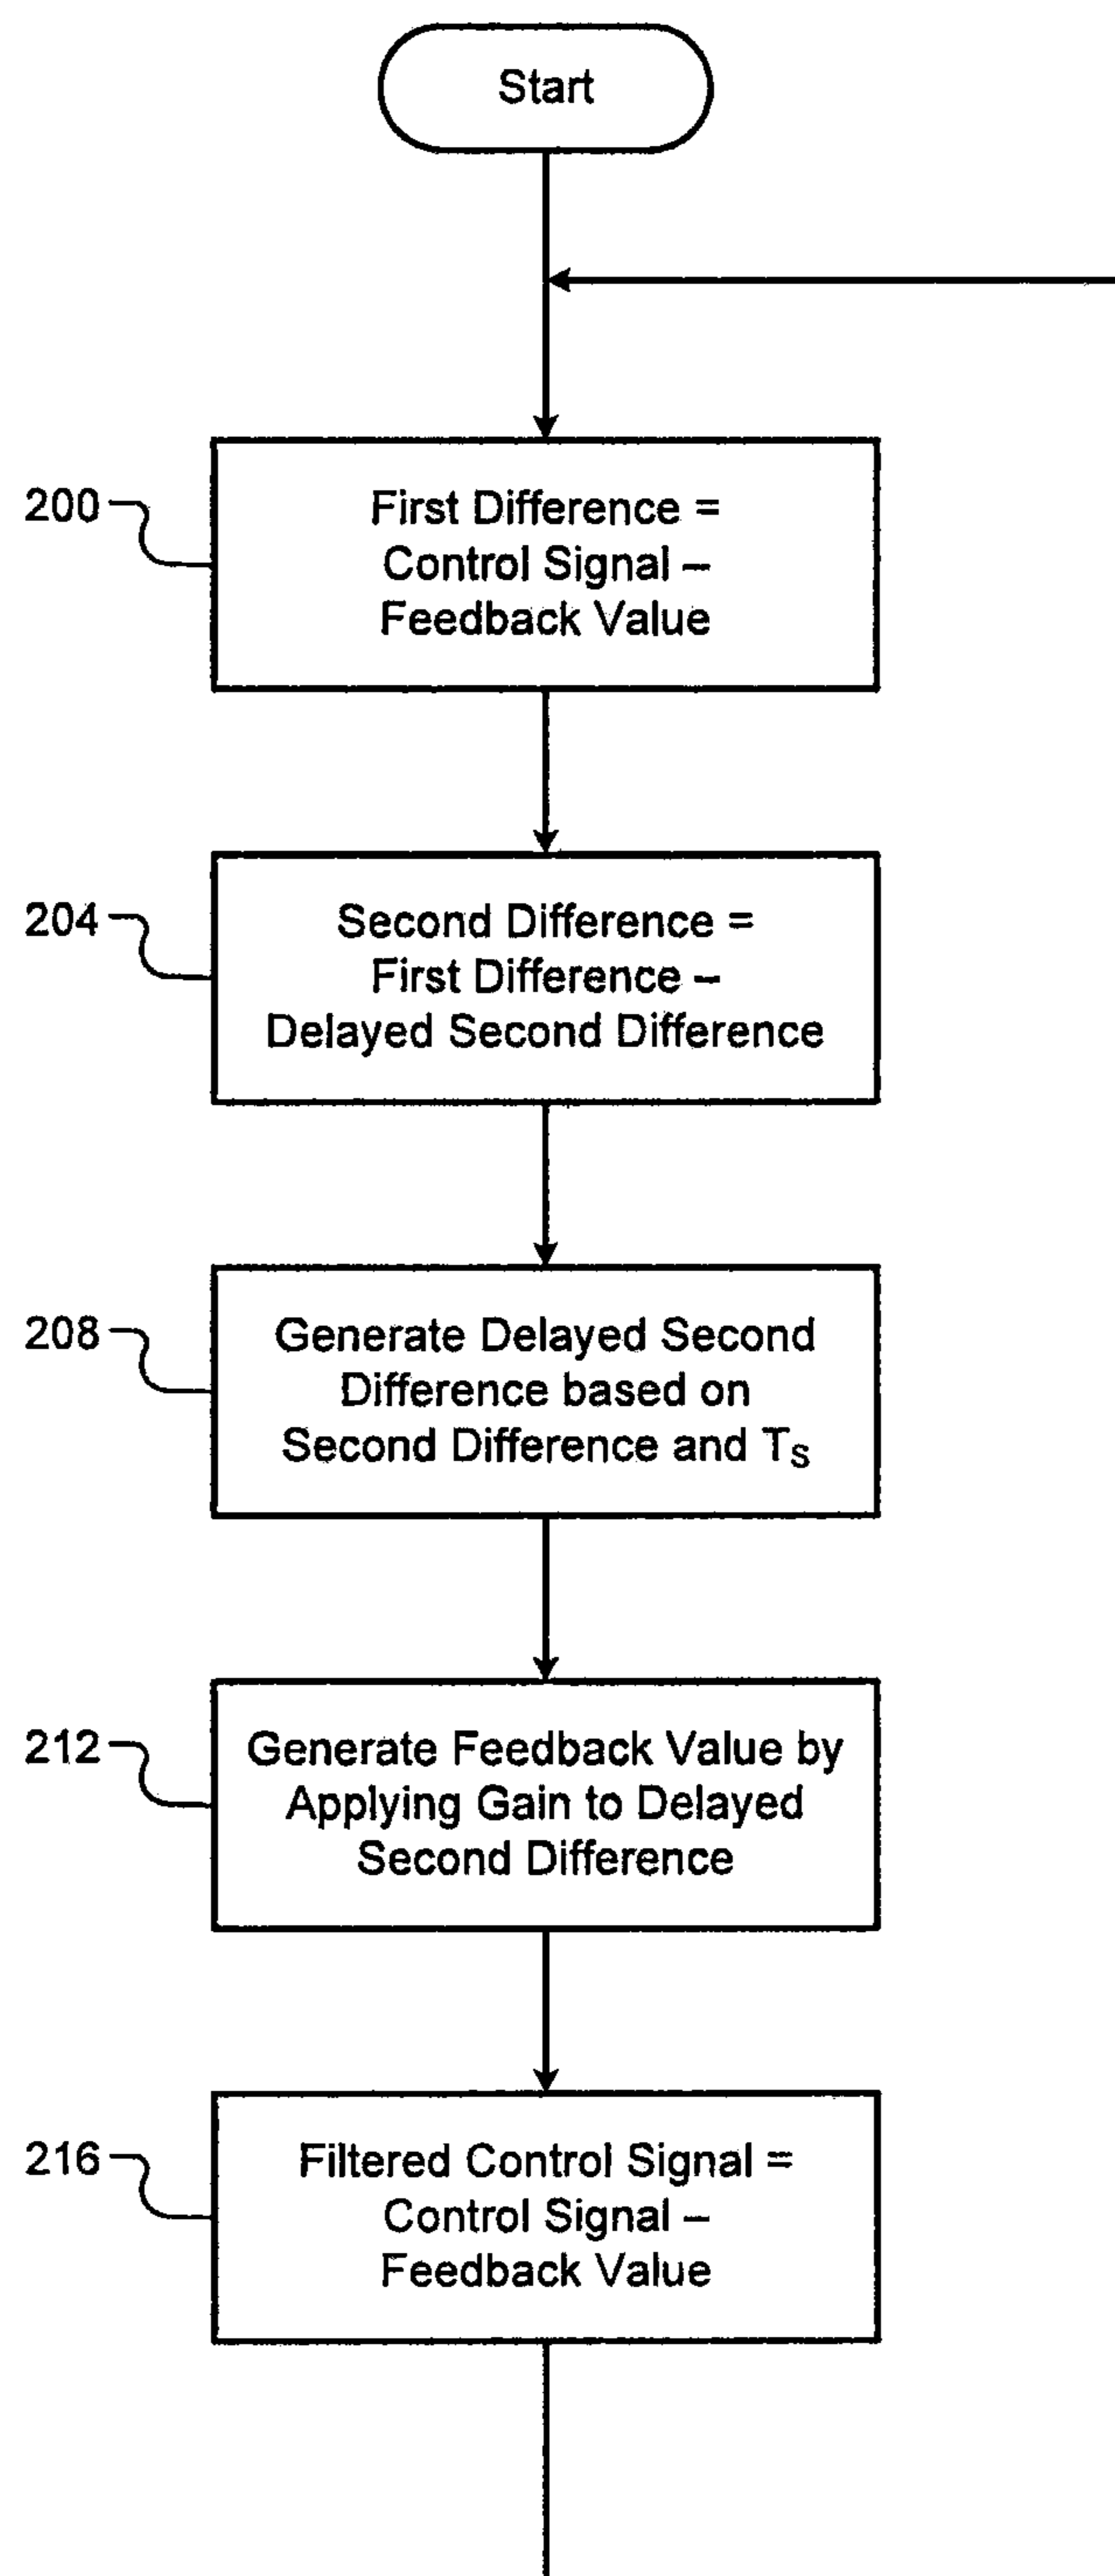 Start
200
First Difference =
Control Signal –
Feedback Value
204
Second Difference =
First Difference –
Delayed Second Difference
208
Generate Delayed Second
Difference based on
Second Difference and TS
212
Generate Feedback Value by
Applying Gain to Delayed
Second Difference
216
Filtered Control Signal =
Control Signal –
Feedback Value